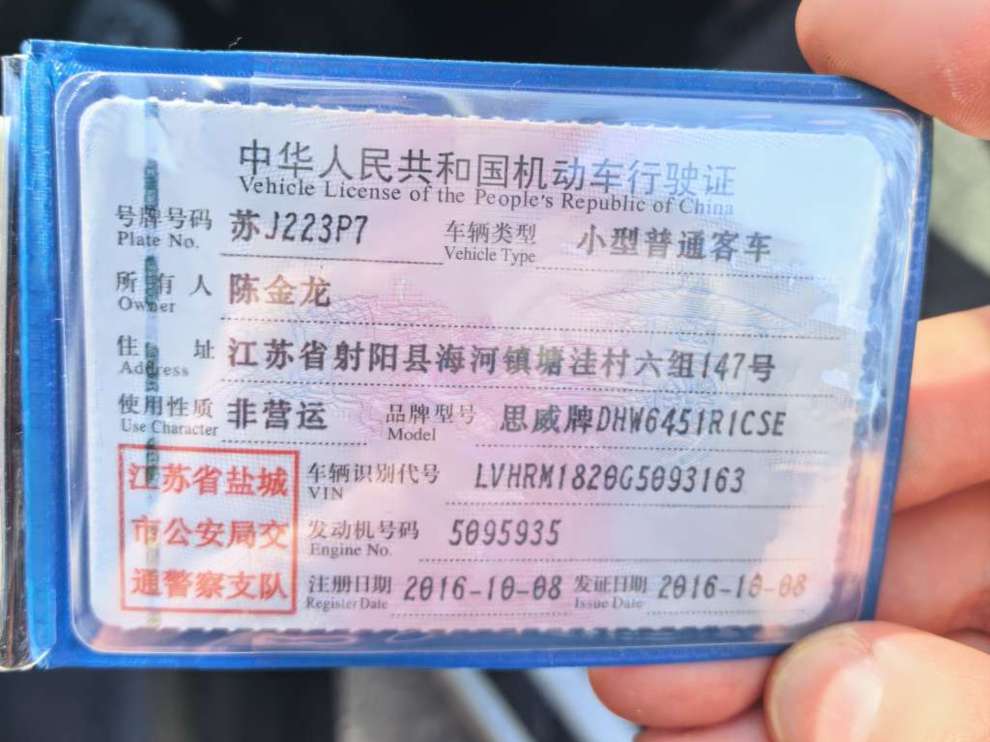 中华人民共和国机动车行驶证
Vehicle License of the People's Republic of China
号牌号码 苏J223P7 车辆类型 小型普通客车
Plate No. Vehicle Type
所有人 陈金龙
Owner
住址 江苏省射阳县海河镇塘洼村六组147号
Address
使用性质 非营运 品牌型号 思威牌DHW6451R1CSE
Use Character Model
江苏省盐城 车辆识别代号 LVHRM1820G5093163
VIN
市公安局交 发动机号码 5095935
Engine No.
通警察支队 注册日期 2016-10-08 发证日期 2016-10-08
Register Date Issue Date